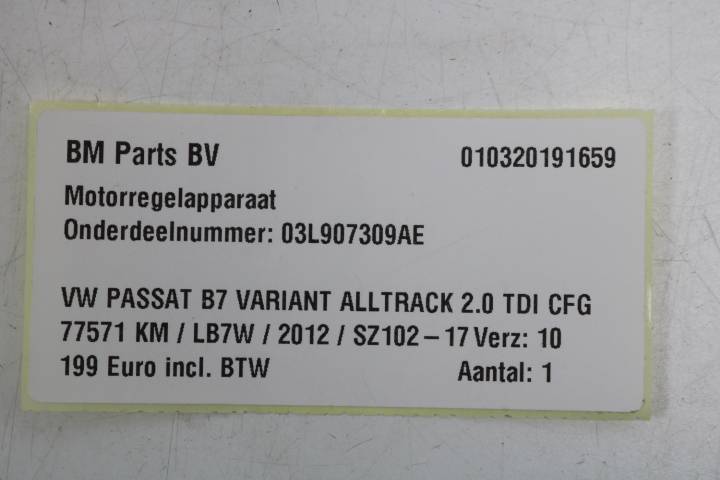 BM Parts BV 010320191659
Motorregelapparaat
Onderdeelnummer: 03L907309AE
VW PASSAT B7 VARIANT ALLTRACK 2.0 TDI CFG
77571 KM / LB7W / 2012 / SZ102-17 Verz: 10
199 Euro incl. BTW Aantal: 1